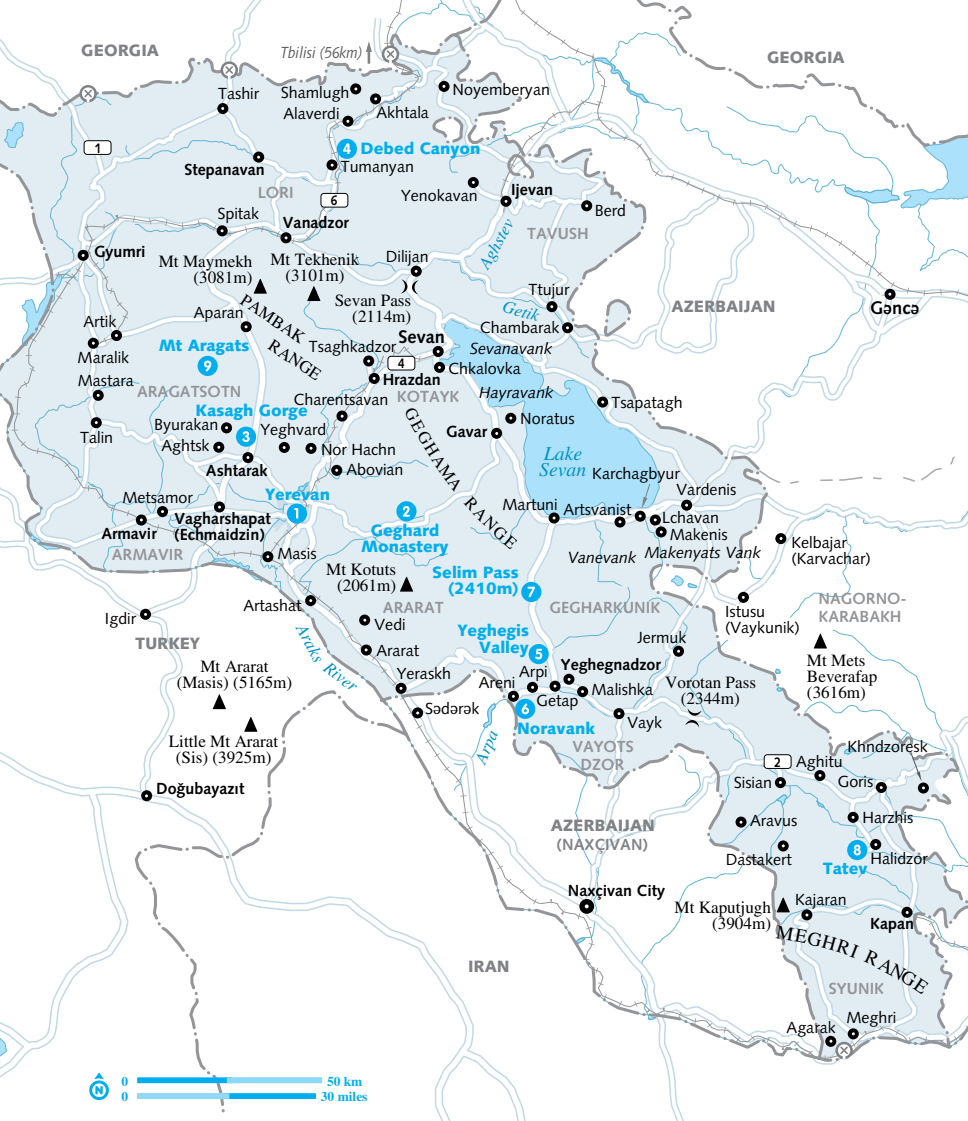 GEORGIA
Tbilisi (56km)
GEORGIA
Tashir
Shamlugh
Noyemberyan
Alaverdi
Akhtala
1
4
Debed Canyon
Stepanavan
Tumanyan
LORI
Yenokavan
Ijevan
6
Berd
Spitak
Vanadzor
TAVUSH
Aghstev
Gyumri
Mt Maymekh
(3081m)
Mt Tekhenik
(3101m)
Dilijan
Sevan Pass
(2114m)
Ttujur
Getik
AZERBAIJAN
Gəncə
Artik
Aparan
PAMBAK
RANGE
Chambarak
Sevan
Sevanavank
Maralik
Mt Aragats
9
Tsaghkadzor
4
Chkalovka
Mastara
ARAGATSOTN
Hrazdan
KOTAYK
Hayravank
Kasagh Gorge
3
Charentsavan
Tsapatagh
Talin
Byurakan
Yeghvard
Noratus
Aghtsk
Nor Hachn
Gavar
GEGHAMA RANGE
Ashtarak
Abovian
Lake
Sevan
Karchagbyur
Metsamor
Yerevan
1
2
Geghard
Monastery
Martuni
Artsvanist
Vardenis
Armavir
Vagharshapat
(Echmaidzin)
Lchavan
Makenis
ARMAVIR
Masis
Vanevank
Makenyats Vank
Kelbajar
(Karvachar)
Mt Kotuts
(2061m)
Selim Pass
(2410m)
7
Igdir
Artashat
ARARAT
GEGHARKUNIK
Istusu
(Vaykunik)
NAGORNO-
KARABAKH
Vedi
TURKEY
Araks River
Yeghegis
Valley
5
Jermuk
Ararat
Mt Mets
Beverafap
(3616m)
Mt Ararat
(Masis) (5165m)
Yeraskh
Arpi
Yeghegnadzor
Areni
Malishka
Vorotan Pass
(2344m)
Getap
Sədərək
6
Noravank
Vayk
Little Mt Ararat
(Sis) (3925m)
Arpa
VAYOTS
DZOR
Khndzoresk
2
Aghitu
Doğubayazıt
Sisian
Goris
AZERBAIJAN
(NAXÇIVAN)
Aravus
Harzhis
8
Dastakert
Halidzor
Tatev
Naxçivan City
Mt Kaputjugh
(3904m)
Kajaran
Kapan
MEGHRI RANGE
IRAN
SYUNIK
Agarak
Meghri
N
0
50 km
0
30 miles